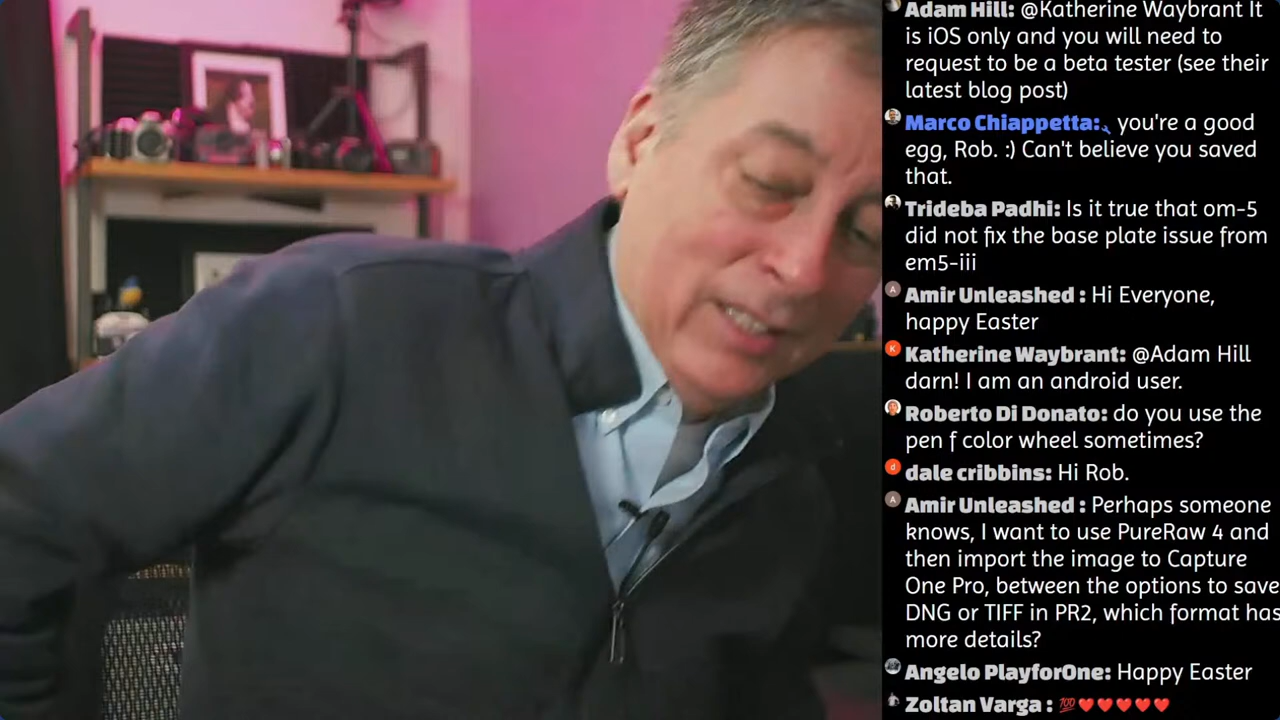 Adam Hill: @Katherine Waybrant It
is iOS only and you will need to
request to be a beta tester (see their
latest blog post)
Marco Chiappetta: you're a good
egg, Rob. :) Can't believe you saved
that.
Trideba Padhi: Is it true that om-5
did not fix the base plate issue from
em5-iii
Amir Unleashed : Hi Everyone,
happy Easter
Katherine Waybrant: @Adam Hill
darn! I am an android user.
Roberto Di Donato: do you use the
pen f color wheel sometimes?
dale cribbins: Hi Rob.
Amir Unleashed : Perhaps someone
knows, I want to use PureRaw 4 and
then import the image to Capture
One Pro, between the options to save
DNG or TIFF in PR2, which format has
more details?
Angelo PlayforOne: Happy Easter
Zoltan Varga : 💯❤️❤️❤️❤️❤️